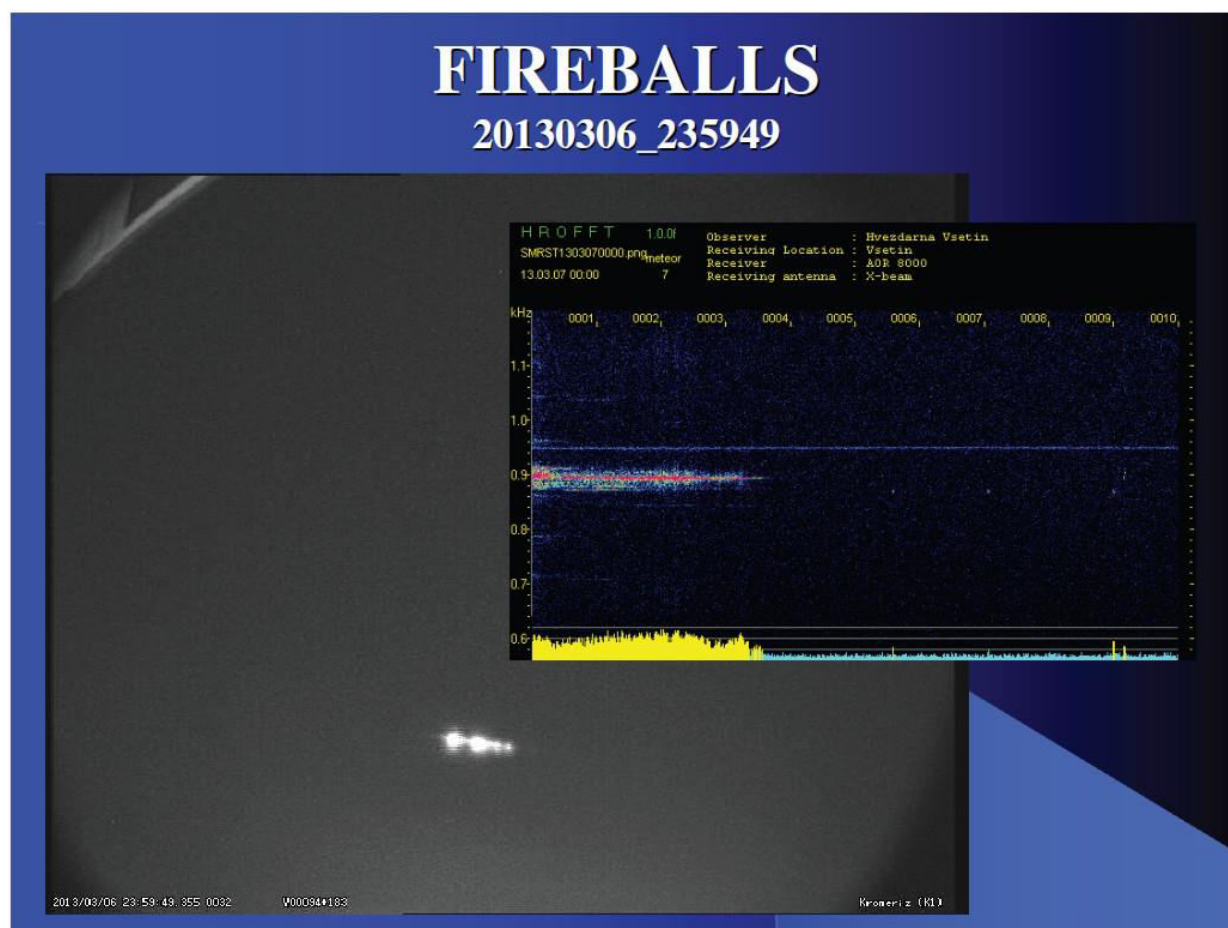 FIREBALLS
20130306_235949
HROFFT 1.0.0f
SMRST1303070000.png meteor
13.03.07 00:00 7
Observer : Hvezdarna Vsetin
Receiving Location : Vsetin
Receiver : AOR 8000
Receiving antenna : X-beam
kHz 0001 0002 0003 0004 0005 0006 0007 0008 0009 0010
1.1
1.0
0.9
0.8
0.7
0.6
2013/03/06 23:59:49.355 0032 V00094#183 Kromeriz (K1)